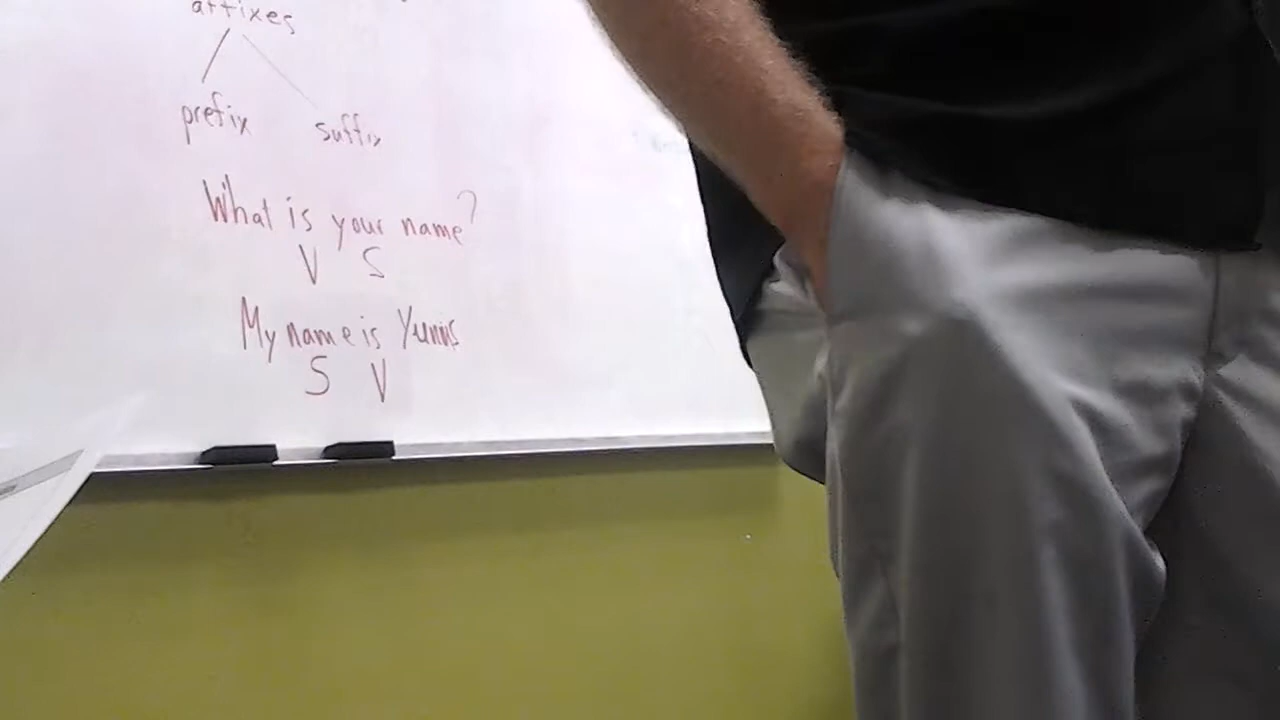 affixes
prefix suffix
What is your name?
V S
My name is Yunus
S V